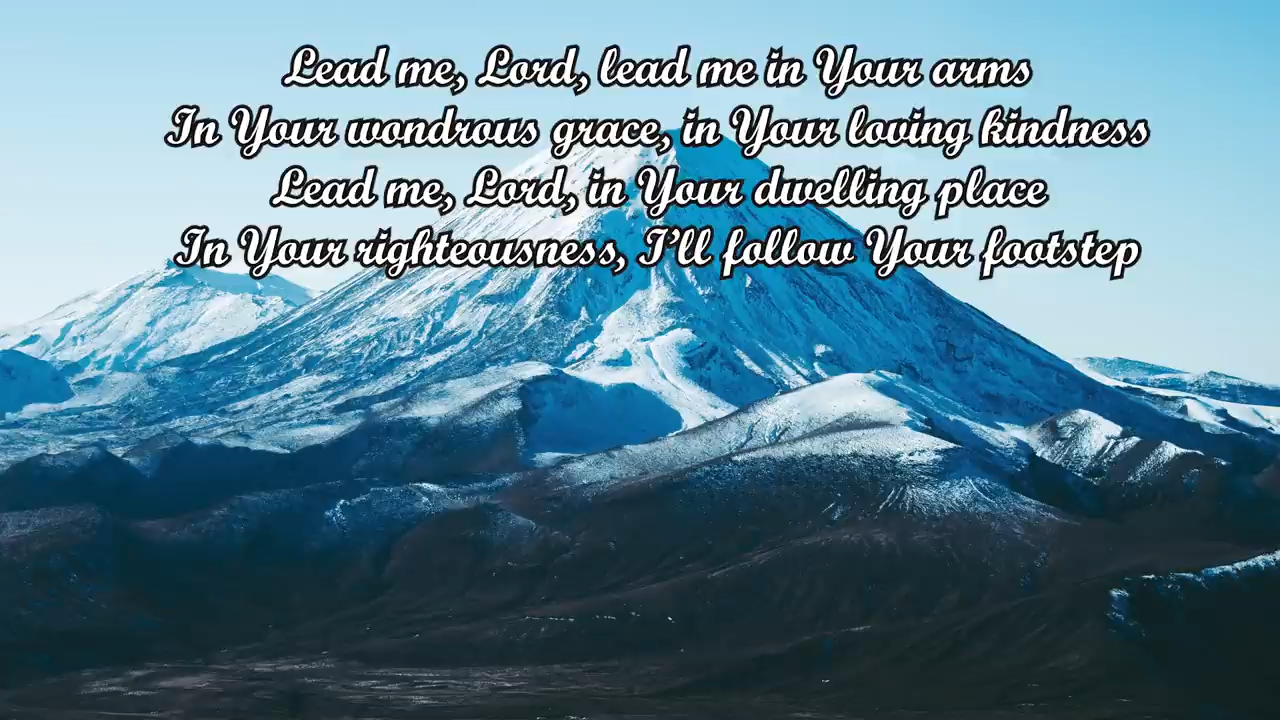 Lead me, Lord, lead me in Your arms
In Your wondrous grace, in Your loving kindness
Lead me, Lord, in Your dwelling place
In Your righteousness, I'll follow Your footstep